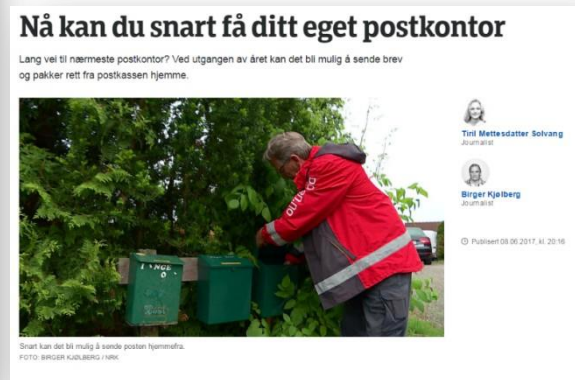 Nå kan du snart få ditt eget postkontor
Lang vei til nærmeste postkontor? Ved utgangen av året kan det bli mulig å sende brev
og pakker rett fra postkassen hjemme.
Tiril Mettesdatter Solvang
Journalist
Birger Kjølberg
Journalist
Publisert 08.06.2017, kl. 20:16
Snart kan det bli mulig å sende posten hjemmefra.
FOTO: BIRGER KJØLBERG / NRK